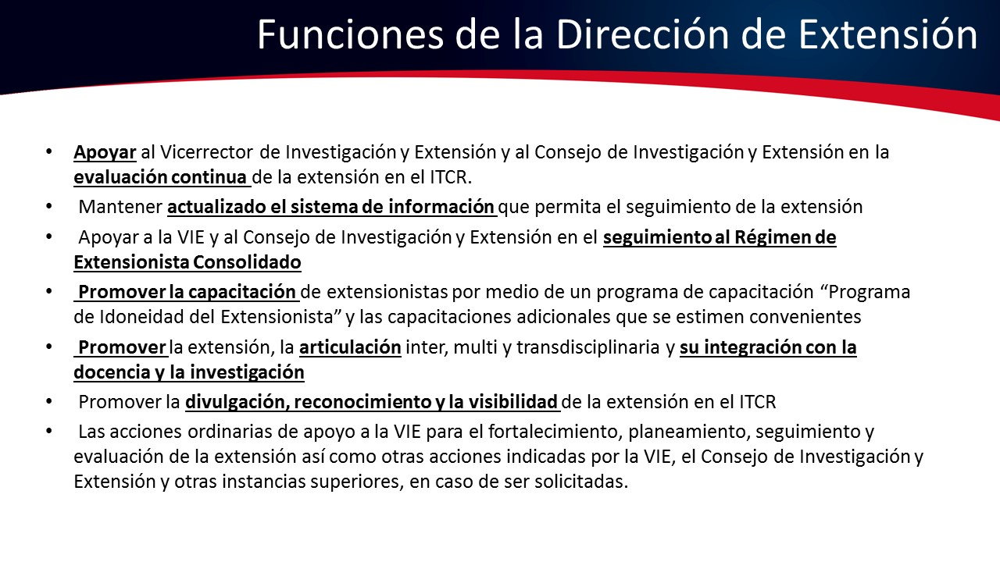 Funciones de la Dirección de Extensión
• Apoyar al Vicerrector de Investigación y Extensión y al Consejo de Investigación y Extensión en la
evaluación continua de la extensión en el ITCR.
• Mantener actualizado el sistema de información que permita el seguimiento de la extensión
• Apoyar a la VIE y al Consejo de Investigación y Extensión en el seguimiento al Régimen de
Extensionista Consolidado
• Promover la capacitación de extensionistas por medio de un programa de capacitación “Programa
de Idoneidad del Extensionista” y las capacitaciones adicionales que se estimen convenientes
• Promover la extensión, la articulación inter, multi y transdisciplinaria y su integración con la
docencia y la investigación
• Promover la divulgación, reconocimiento y la visibilidad de la extensión en el ITCR
• Las acciones ordinarias de apoyo a la VIE para el fortalecimiento, planeamiento, seguimiento y
evaluación de la extensión así como otras acciones indicadas por la VIE, el Consejo de Investigación y
Extensión y otras instancias superiores, en caso de ser solicitadas.